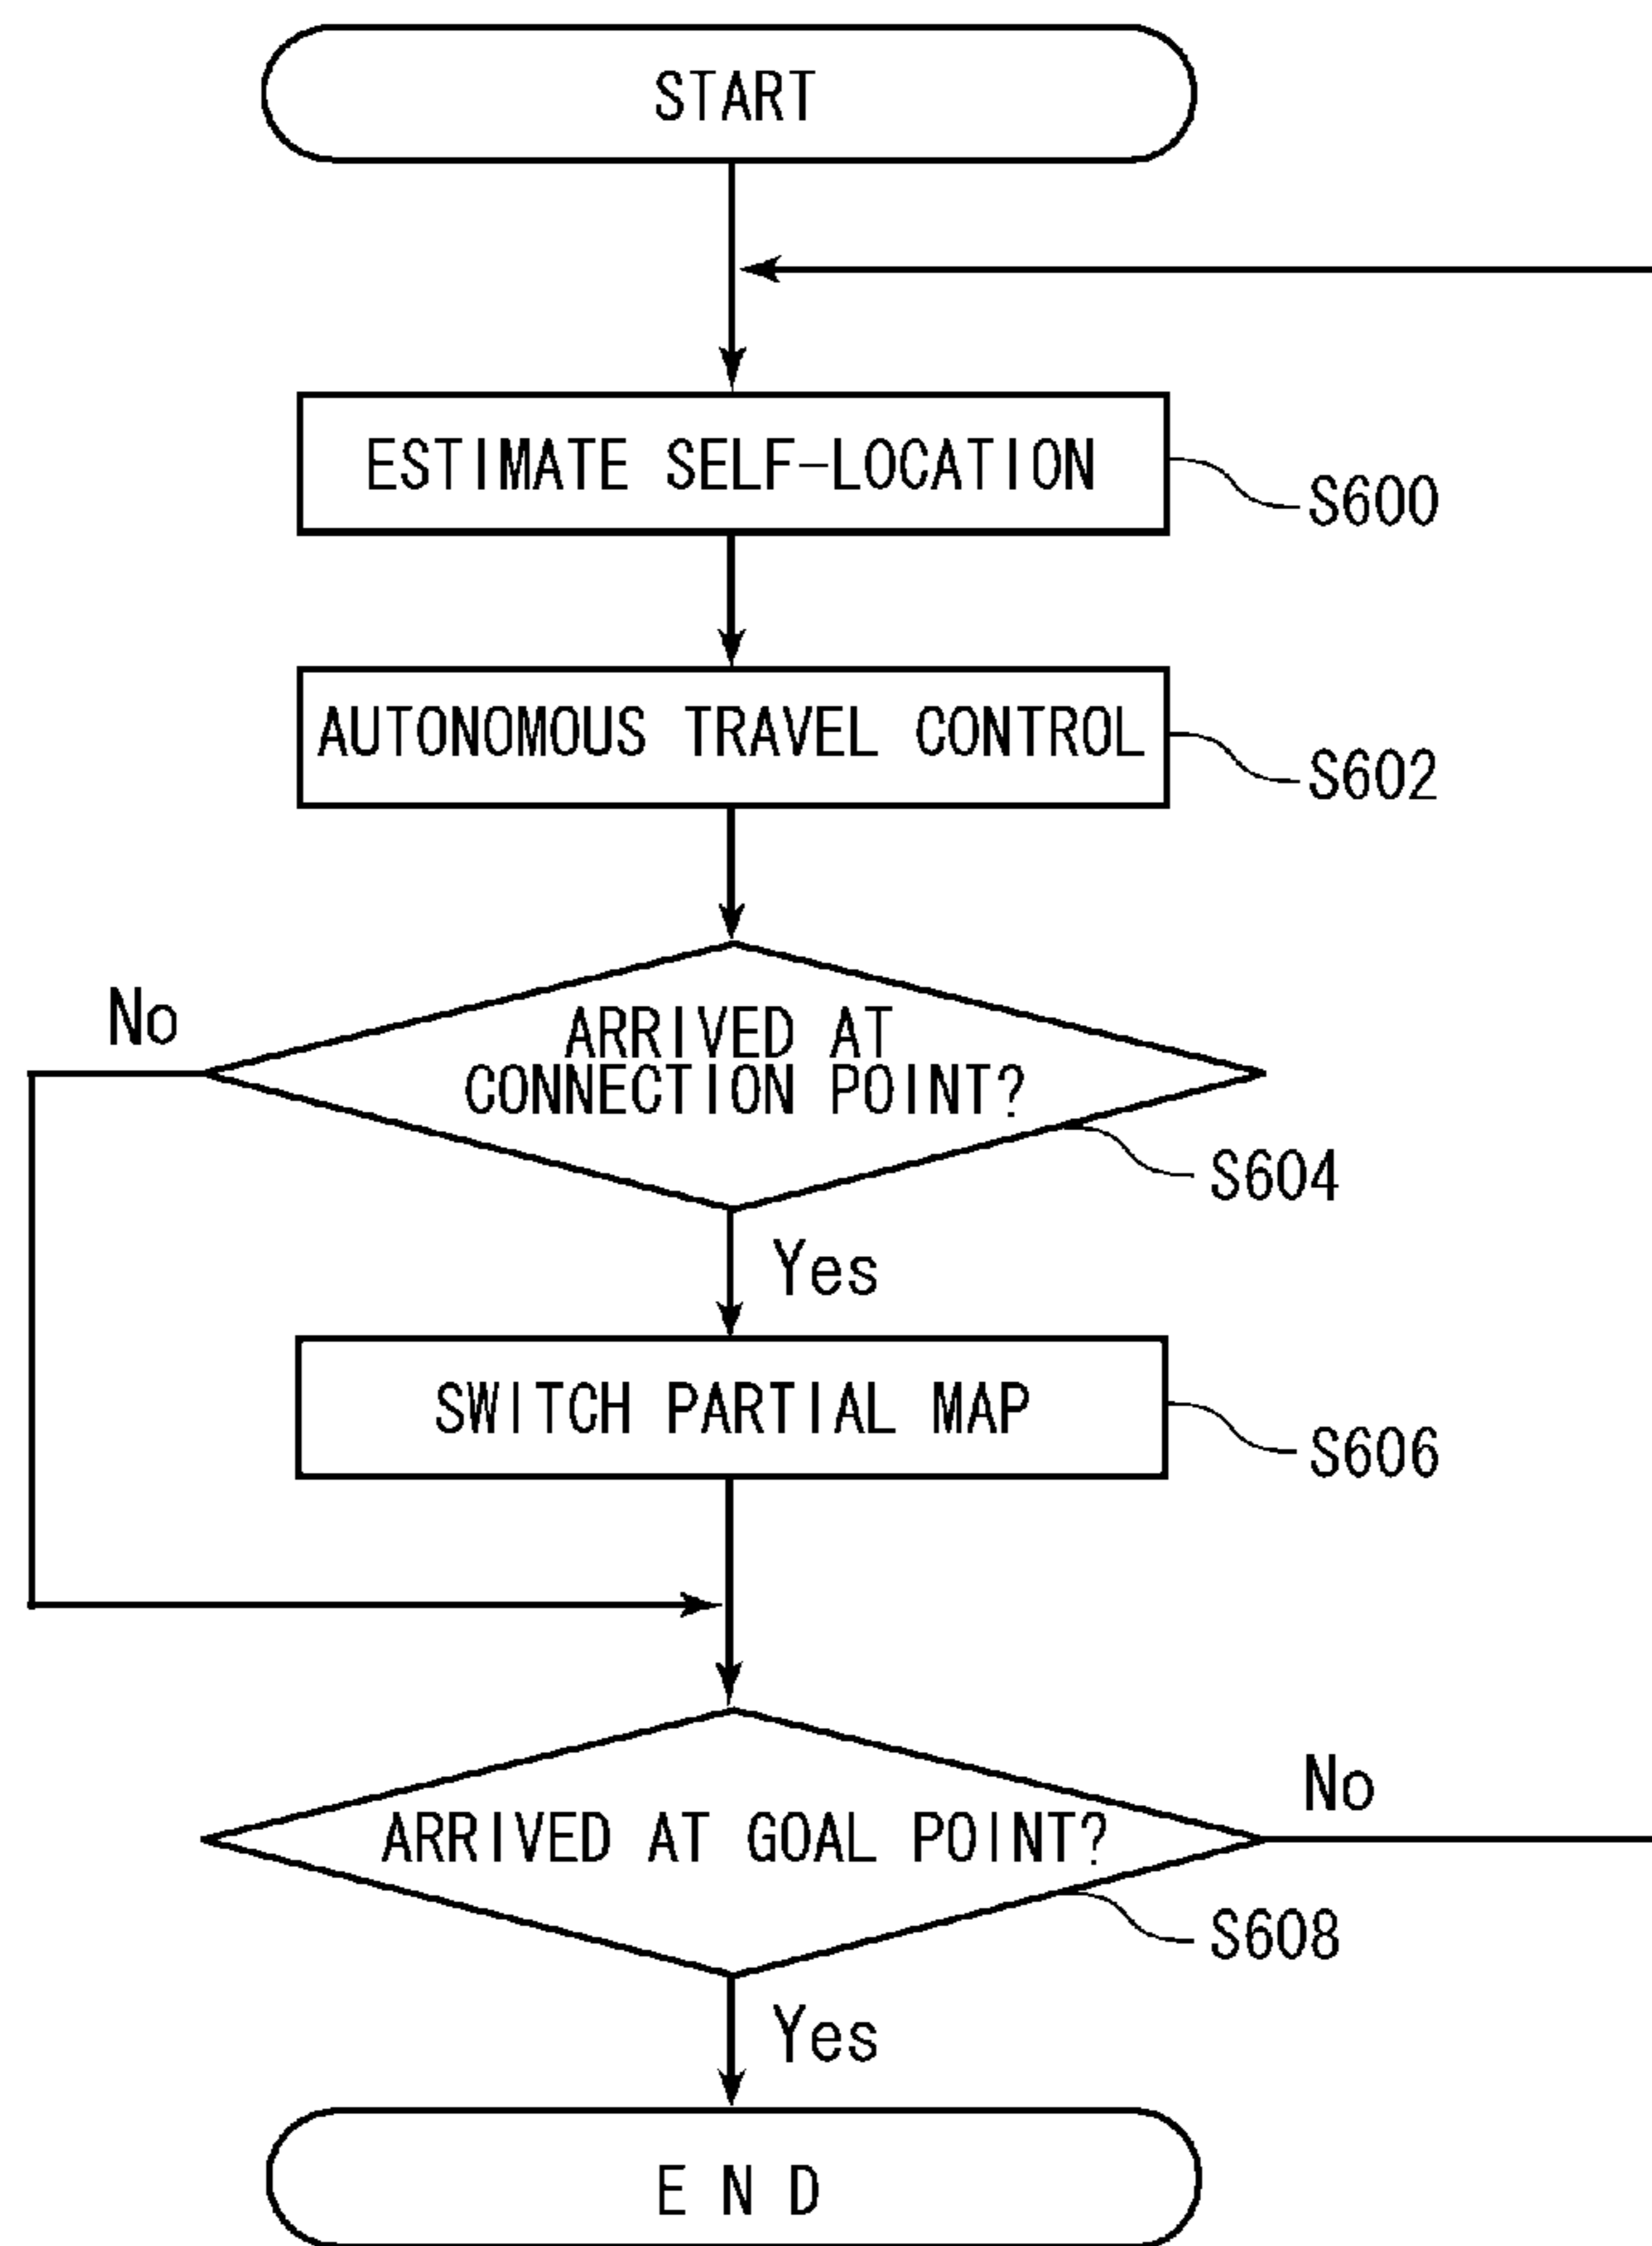 START
ESTIMATE SELF-LOCATION
S600
AUTONOMOUS TRAVEL CONTROL
S602
No
ARRIVED AT
CONNECTION POINT?
S604
Yes
SWITCH PARTIAL MAP
S606
No
ARRIVED AT GOAL POINT?
S608
Yes
END